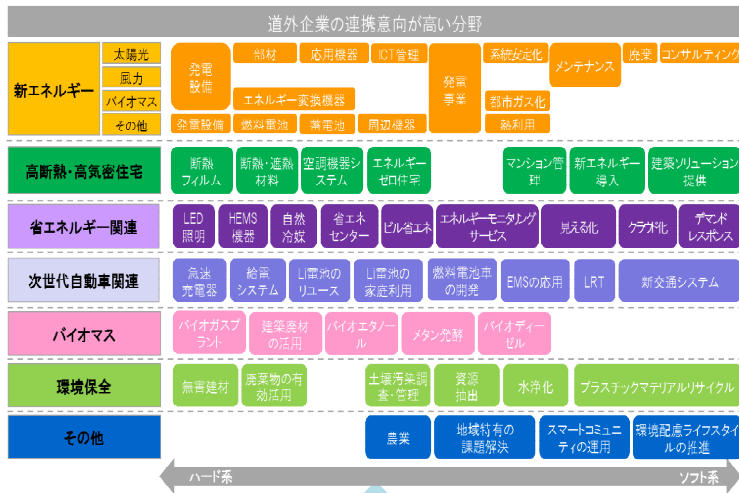 道外企業の連携意向が高い分野
新エネルギー
太陽光
風力
バイオマス
その他
発電
設備
部材
応用機器
ICT管理
発電
事業
系統安定化
メンテナンス
廃棄
コンサルティング
エネルギー変換機器
都市ガス化
発電設備
燃料電池
蓄電池
周辺機器
熱利用
高断熱・高気密住宅
断熱
フィルム
断熱・遮熱
材料
空調機器シ
ステム
エネルギー
ゼロ住宅
マンション管
理
新エネルギー
導入
建築ソリューション
提供
省エネルギー関連
LED
照明
HEMS
機器
自然
冷媒
省エネ
センター
ビル省エネ
エネルギーモニタリング
サービス
見える化
クラウド化
デマンド
レスポンス
次世代自動車関連
急速
充電器
給電
システム
LI電池の
リユース
LI電池の
家庭利用
燃料電池車
の開発
EMSの応用
LRT
新交通システム
バイオマス
バイオガスプ
ラント
建築廃材
の活用
バイオエタノー
ル
メタン発酵
バイオディー
ゼル
環境保全
無害建材
廃棄物の有
効活用
土壌汚染調
査・管理
資源
抽出
水浄化
プラスチックマテリアルリサイクル
その他
農業
地域特有の
課題解決
スマートコミュニ
ティの運用
環境配慮ライフスタイ
ルの推進
ハード系
ソフト系